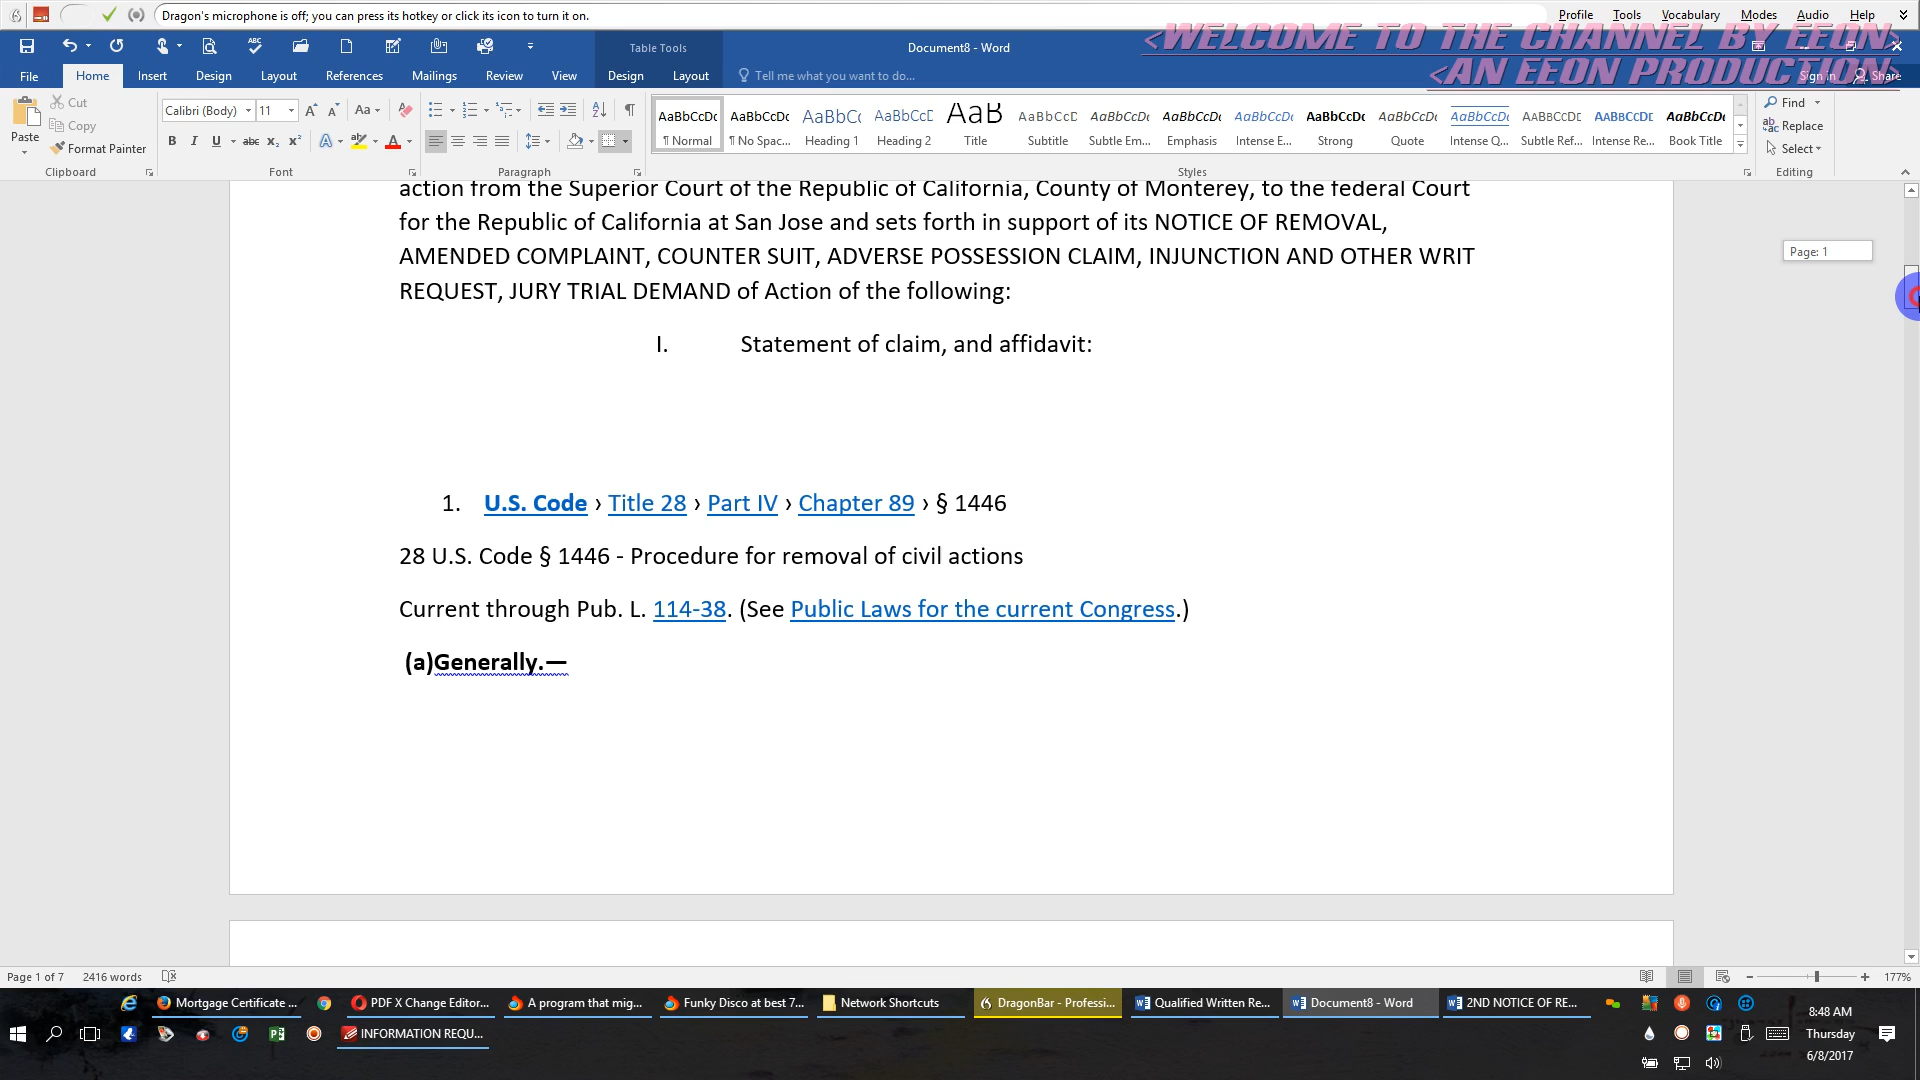 Dragon's microphone is off; you can press its hotkey or click its icon to turn it on.
Profile Tools Vocabulary Modes Audio Help
<WELCOME TO THE CHANNEL BY EEON>
<AN EEON PRODUCTION>
Table Tools
Document8 - Word
File Home Insert Design Layout References Mailings Review View Design Layout Tell me what you want to do... Sign in Share
Paste
Cut
Copy
Format Painter
Clipboard
Calibri (Body) 11
Font
Paragraph
AaBbCcDc AaBbCcDc AaBbCc AaBbCcE AaB AaBbCcD AaBbCcDc AaBbCcDc AaBbCcDc AaBbCcDc AaBbCcDc AaBbCcDc AABBCCDE AABBCCDE AaBbCcDc
¶ Normal ¶ No Spac... Heading 1 Heading 2 Title Subtitle Subtle Em... Emphasis Intense E... Strong Quote Intense Q... Subtle Ref... Intense Re... Book Title
Styles
Find
Replace
Select
Editing
action from the Superior Court of the Republic of California, County of Monterey, to the federal Court
for the Republic of California at San Jose and sets forth in support of its NOTICE OF REMOVAL,
AMENDED COMPLAINT, COUNTER SUIT, ADVERSE POSSESSION CLAIM, INJUNCTION AND OTHER WRIT
REQUEST, JURY TRIAL DEMAND of Action of the following:
Page: 1
I. Statement of claim, and affidavit:
1. U.S. Code › Title 28 › Part IV › Chapter 89 › § 1446
28 U.S. Code § 1446 - Procedure for removal of civil actions
Current through Pub. L. 114-38. (See Public Laws for the current Congress.)
(a)Generally.—
Page 1 of 7 2416 words
177%
Mortgage Certificate ... PDF X Change Editor... A program that mig... Funky Disco at best 7... Network Shortcuts DragonBar - Professi... Qualified Written Re... Document8 - Word 2ND NOTICE OF RE...
INFORMATION REQU...
8:48 AM
Thursday
6/8/2017